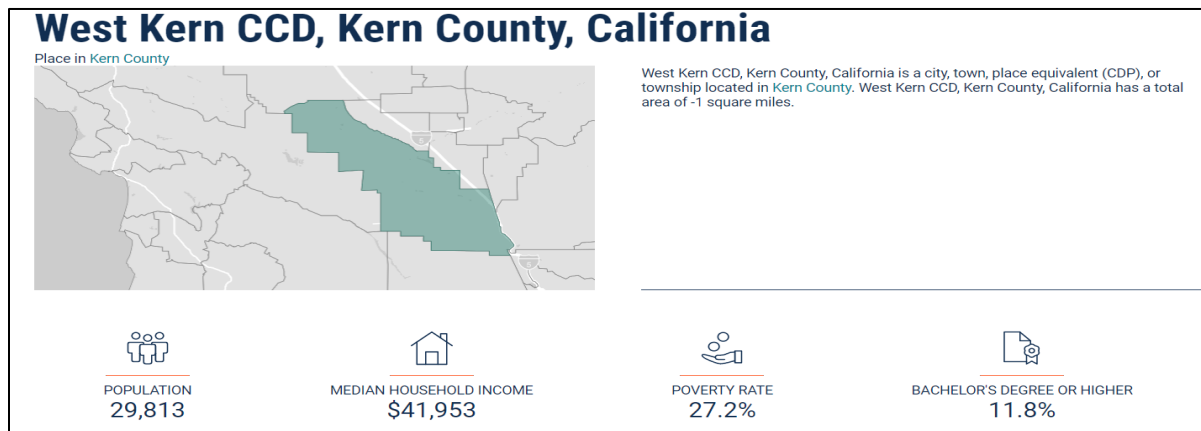 West Kern CCD, Kern County, California
Place in Kern County
West Kern CCD, Kern County, California is a city, town, place equivalent (CDP), or
township located in Kern County. West Kern CCD, Kern County, California has a total
area of -1 square miles.
POPULATION
29,813
MEDIAN HOUSEHOLD INCOME
$41,953
POVERTY RATE
27.2%
BACHELOR'S DEGREE OR HIGHER
11.8%